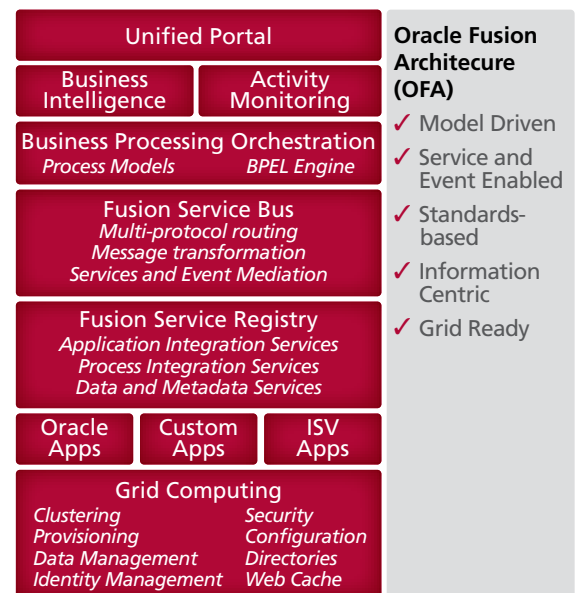 Unified Portal
Business
Intelligence
Activity
Monitoring
Business Processing Orchestration
Process Models
BPEL Engine
Fusion Service Bus
Multi-protocol routing
Message transformation
Services and Event Mediation
Fusion Service Registry
Application Integration Services
Process Integration Services
Data and Metadata Services
Oracle
Apps
Custom
Apps
ISV
Apps
Grid Computing
Clustering
Provisioning
Data Management
Identity Management
Security
Configuration
Directories
Web Cache
Oracle Fusion
Architecure
(OFA)
✓ Model Driven
✓ Service and
Event Enabled
✓ Standards-
based
✓ Information
Centric
✓ Grid Ready